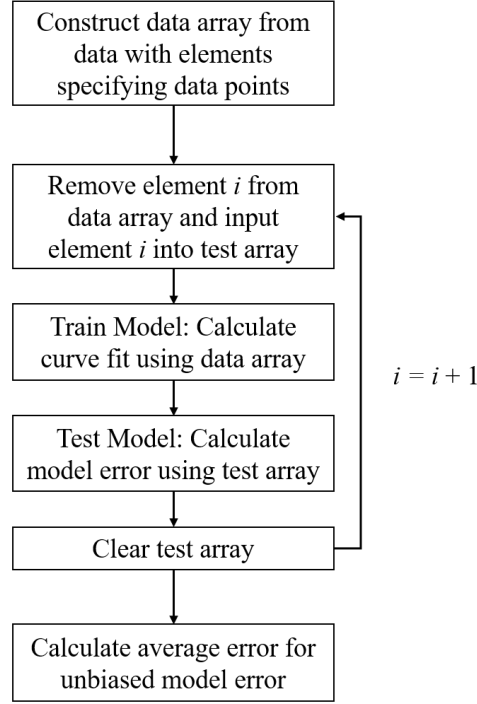 Construct data array from
data with elements
specifying data points
Remove element i from
data array and input
element i into test array
Train Model: Calculate
curve fit using data array
i = i + 1
Test Model: Calculate
model error using test array
Clear test array
Calculate average error for
unbiased model error